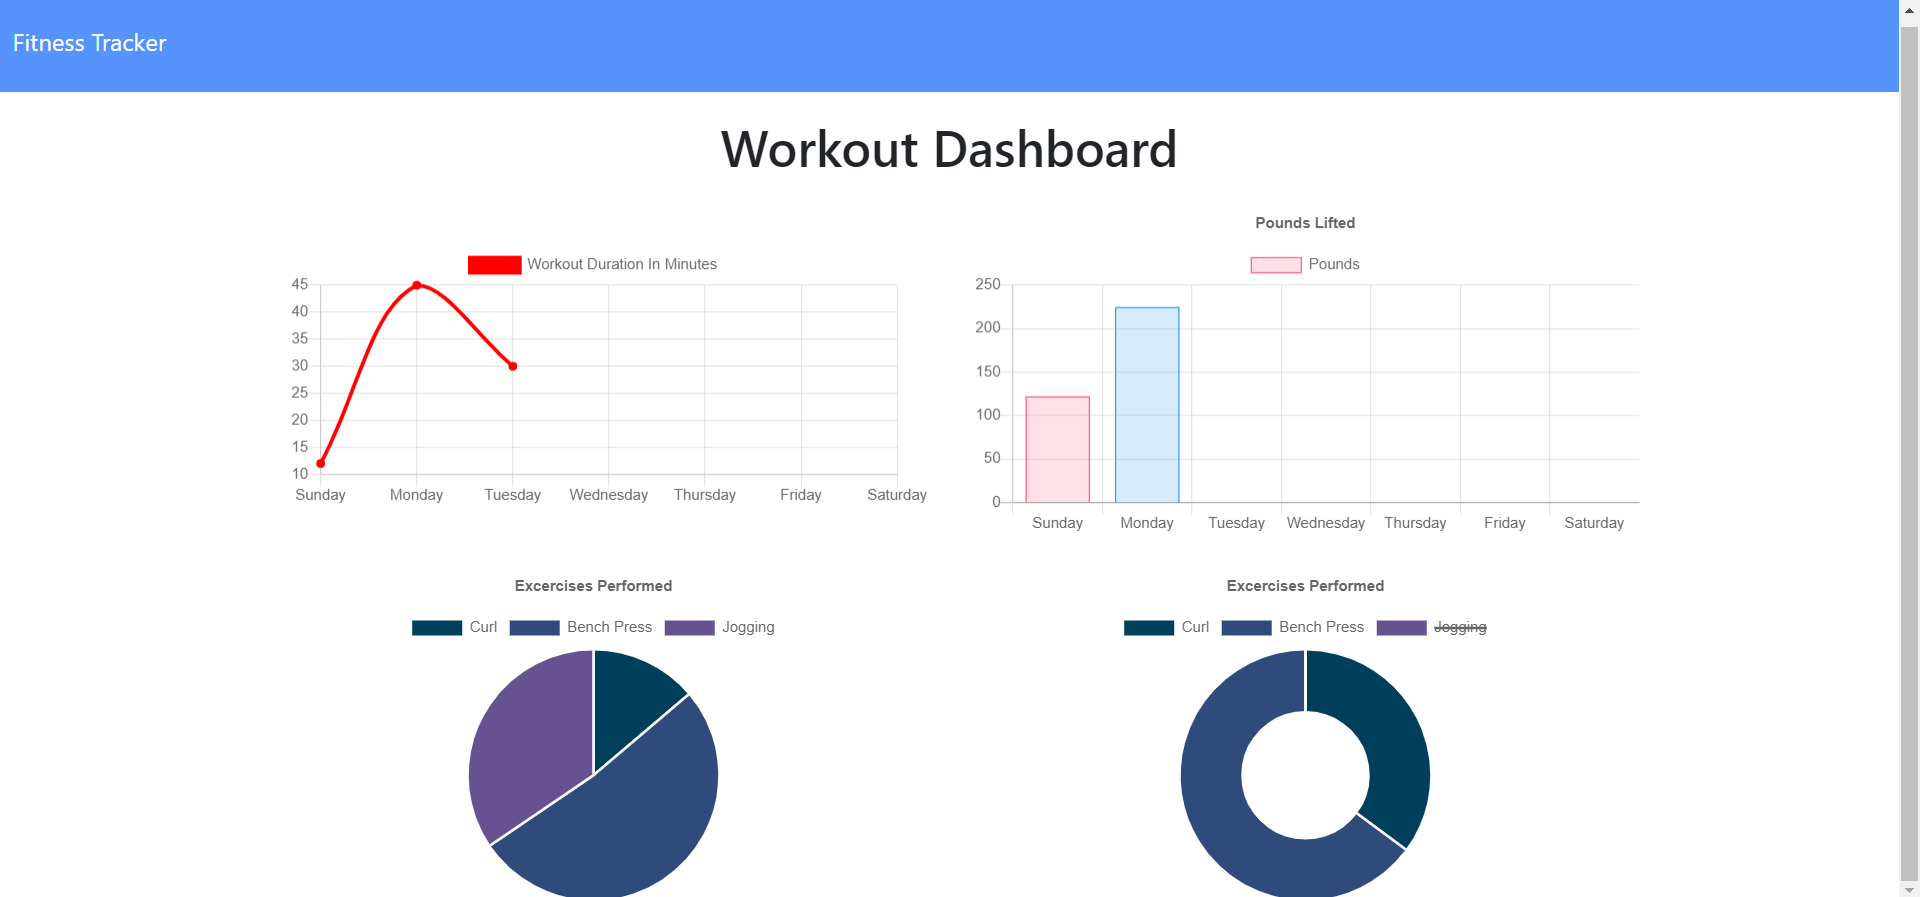 Fitness Tracker
Workout Dashboard
Workout Duration In Minutes
45
40
35
30
25
20
15
10
Sunday Monday Tuesday Wednesday Thursday Friday Saturday
Pounds Lifted
Pounds
250
200
150
100
50
0
Sunday Monday Tuesday Wednesday Thursday Friday Saturday
Excercises Performed
Curl Bench Press Jogging
Excercises Performed
Curl Bench Press Jogging